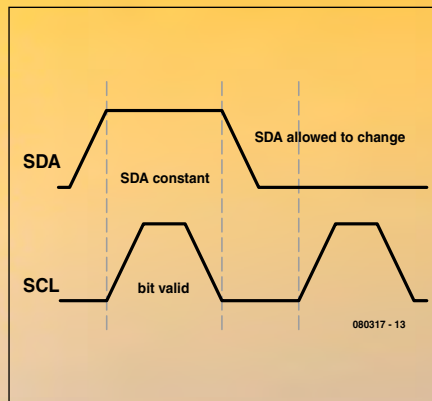 SDA allowed to change
SDA
SDA constant
SCL
bit valid
080317 - 13